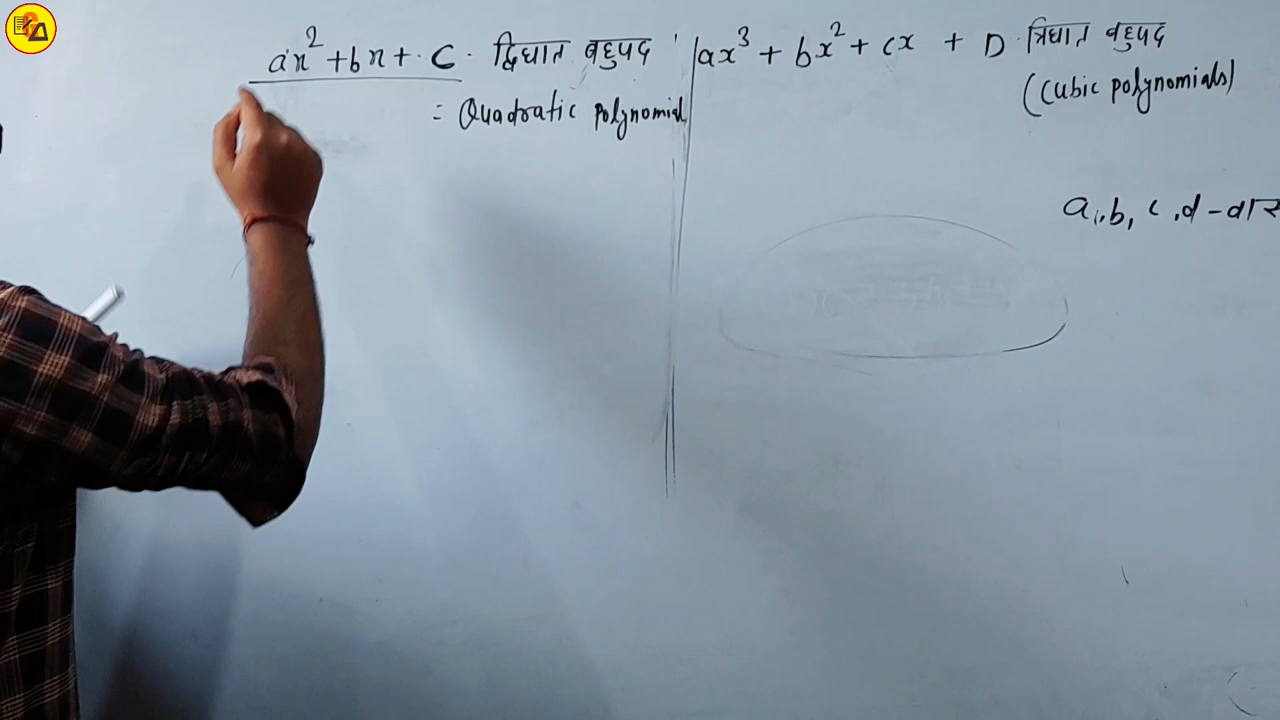 ax² + bx + C · द्विघात बहुपद
= Quadratic polynomial
ax³ + bx² + cx + D · त्रिघात बहुपद
(Cubic polynomials)
a, b, c, d - वास